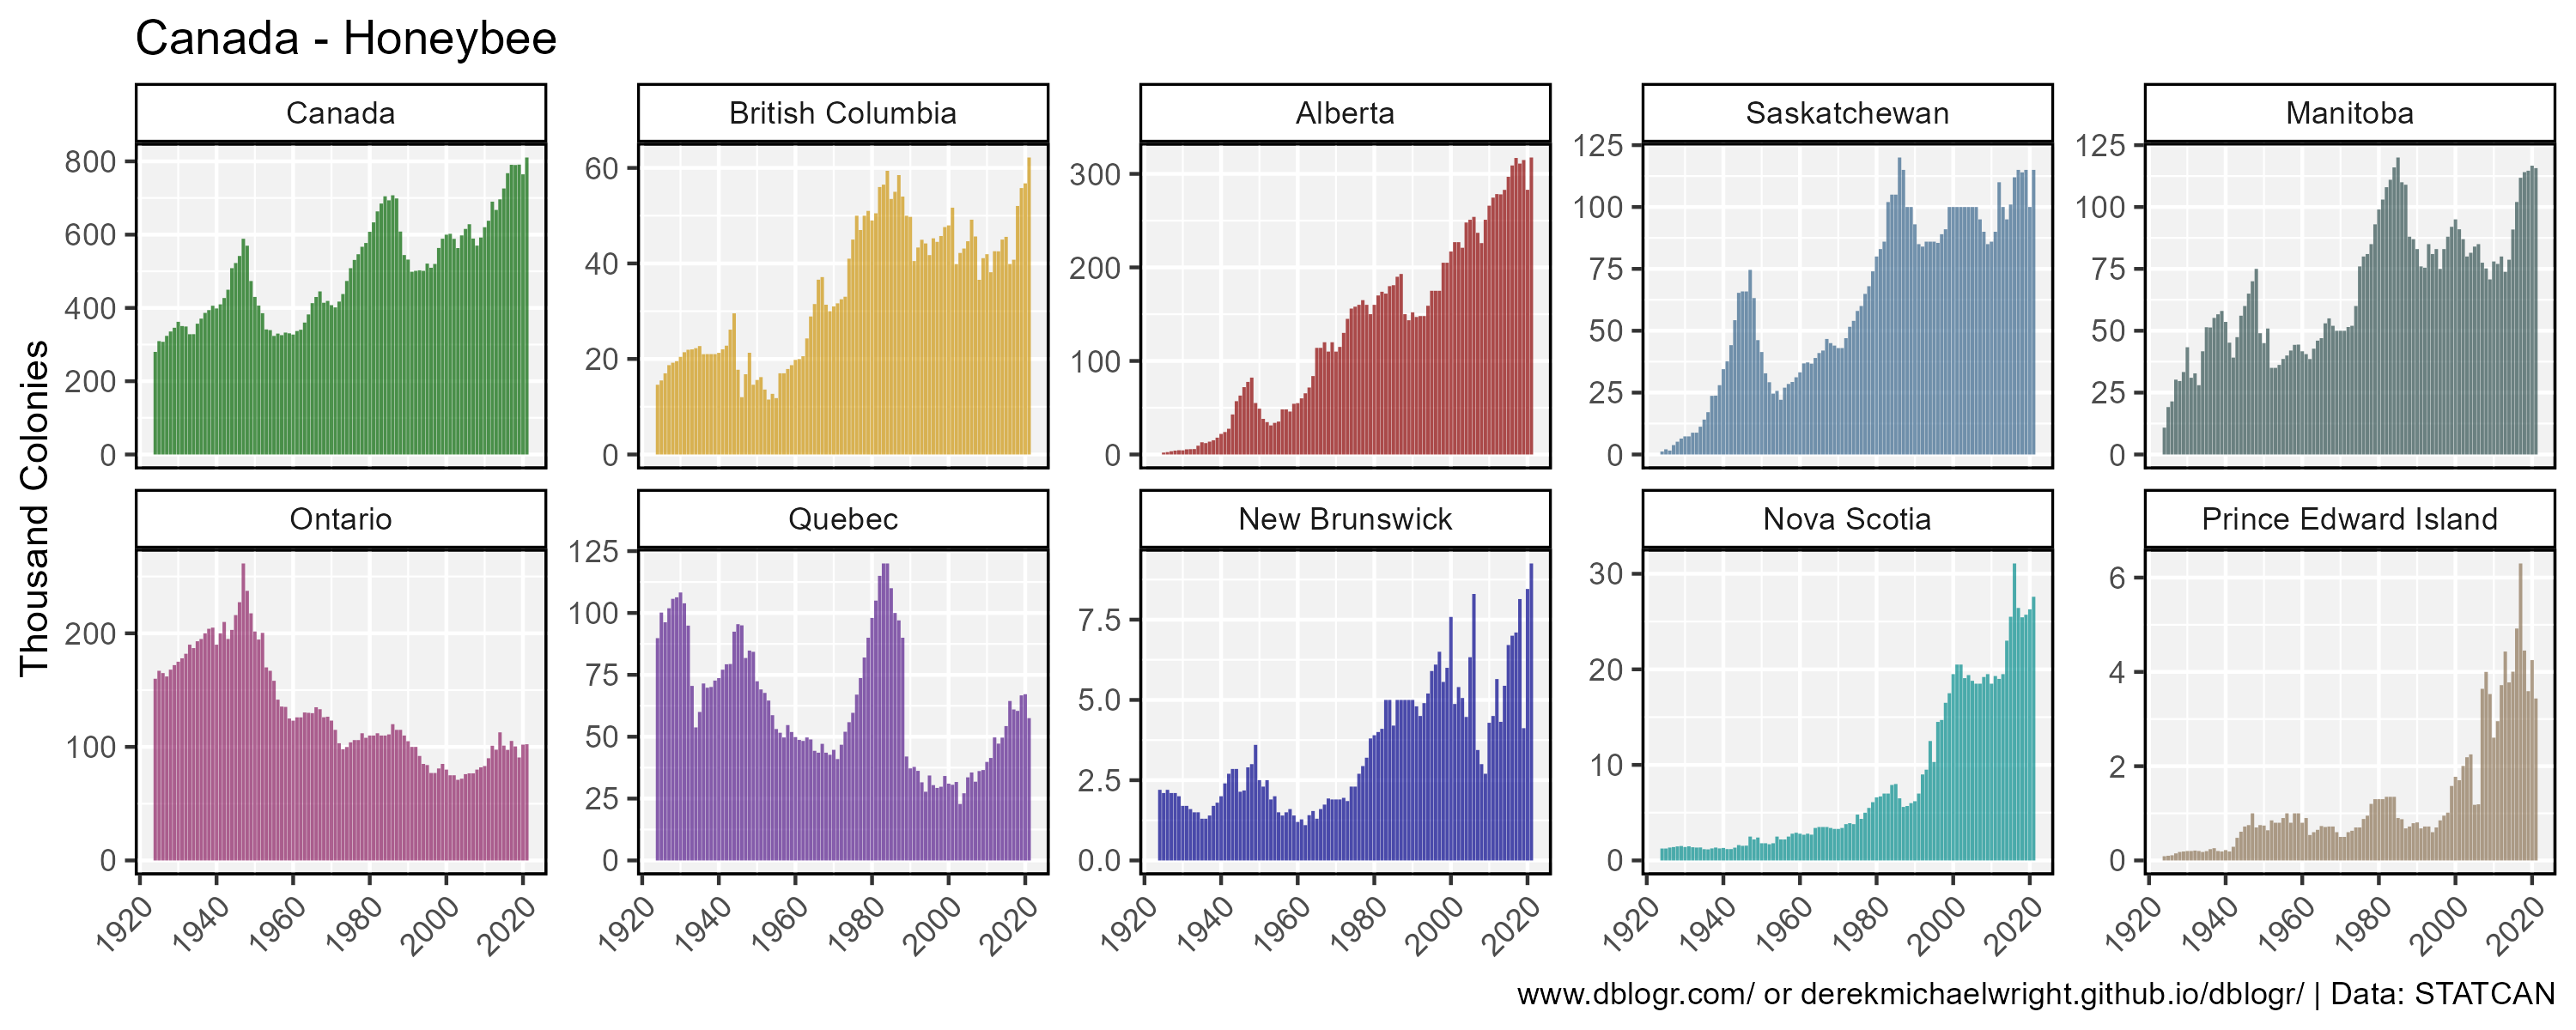 Canada - Honeybee
Thousand Colonies
Canada
800
600
400
200
0
British Columbia
60
40
20
0
Alberta
300
200
100
0
Saskatchewan
125
100
75
50
25
0
Manitoba
125
100
75
50
25
0
Ontario
200
100
0
1920 1940 1960 1980 2000 2020
Quebec
125
100
75
50
25
0
1920 1940 1960 1980 2000 2020
New Brunswick
7.5
5.0
2.5
0.0
1920 1940 1960 1980 2000 2020
Nova Scotia
30
20
10
0
1920 1940 1960 1980 2000 2020
Prince Edward Island
6
4
2
0
1920 1940 1960 1980 2000 2020
www.dblogr.com/ or derekmichaelwright.github.io/dblogr/ | Data: STATCAN